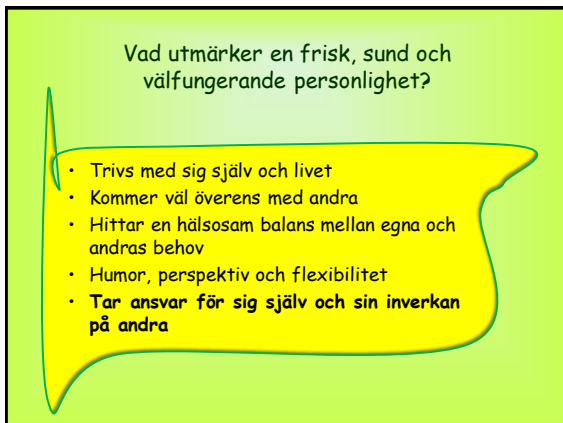 Vad utmärker en frisk, sund och
välfungerande personlighet?
• Trivs med sig själv och livet
• Kommer väl överens med andra
• Hittar en hälsosam balans mellan egna och
andras behov
• Humor, perspektiv och flexibilitet
• Tar ansvar för sig själv och sin inverkan
på andra